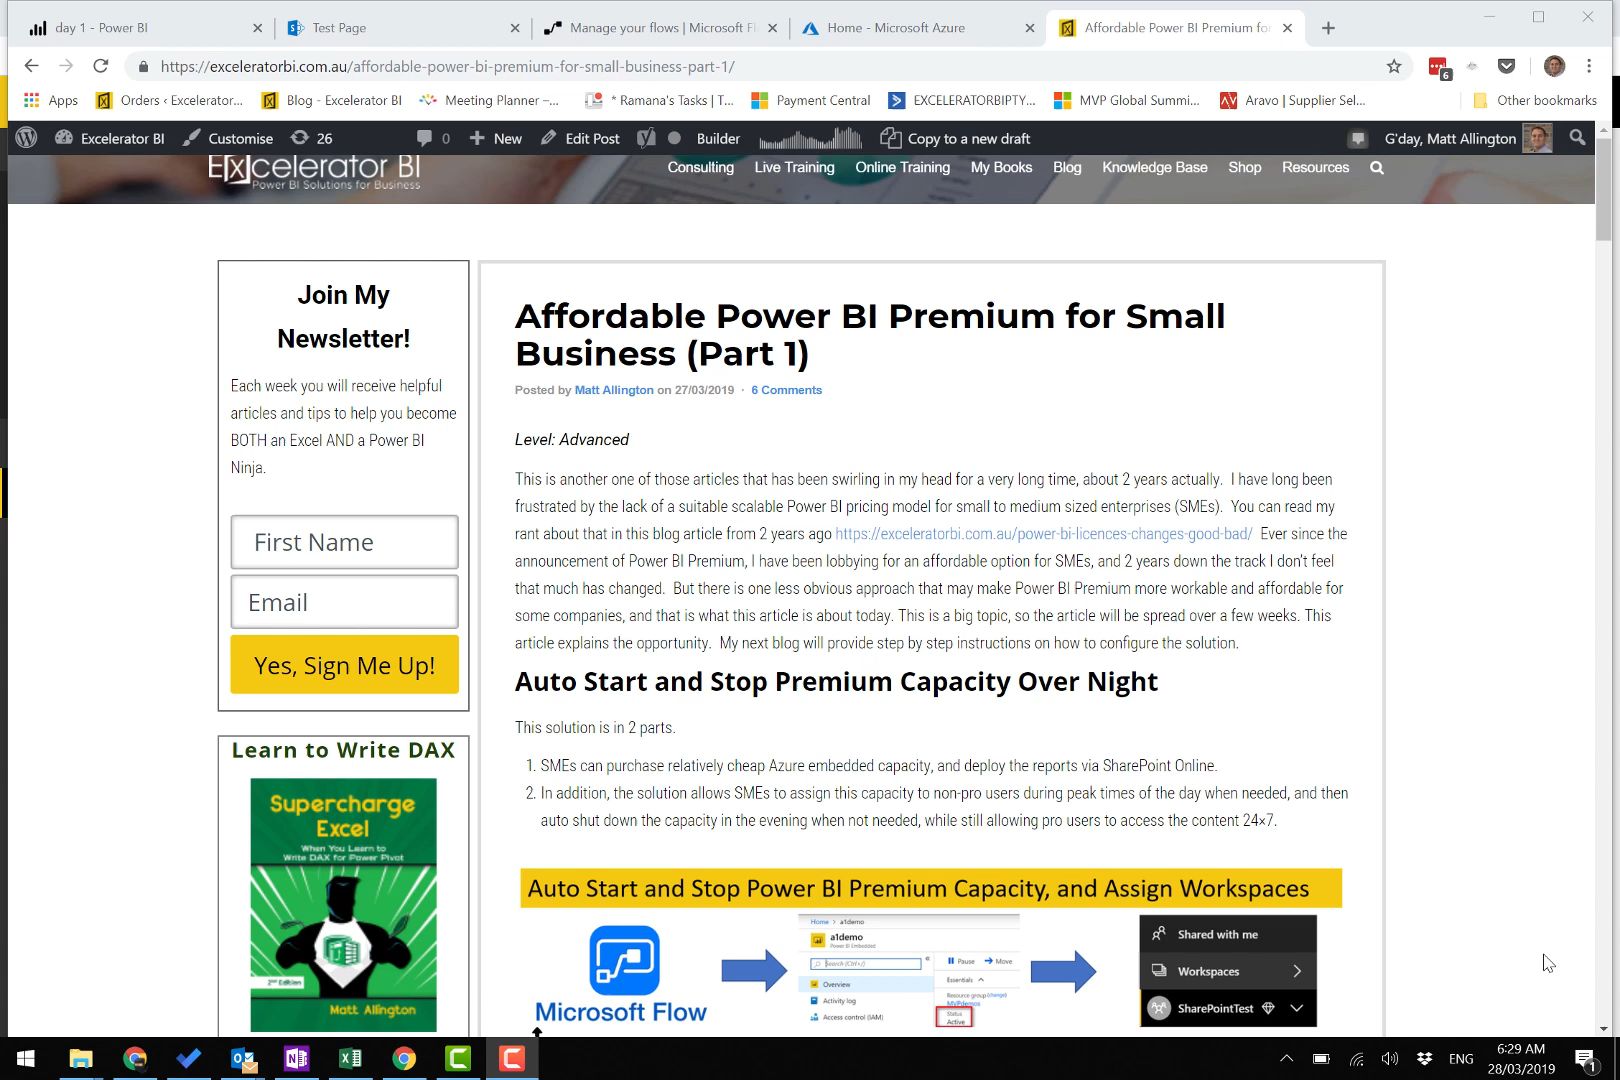 day 1 - Power BI
Test Page
Manage your flows | Microsoft Fl
Home - Microsoft Azure
Affordable Power BI Premium for
https://exceleratorbi.com.au/affordable-power-bi-premium-for-small-business-part-1/
6
Apps
Orders ‹ Excelerator...
Blog - Excelerator BI
Meeting Planner –...
* Ramana's Tasks | T...
Payment Central
EXCELERATORBIPTY...
MVP Global Summi...
Aravo | Supplier Sel...
Other bookmarks
Excelerator BI
Customise
26
0
New
Edit Post
Builder
Copy to a new draft
G'day, Matt Allington
Excelerator BI
Power BI Solutions for Business
Consulting
Live Training
Online Training
My Books
Blog
Knowledge Base
Shop
Resources
Join My
Newsletter!
Each week you will receive helpful
articles and tips to help you become
BOTH an Excel AND a Power BI
Ninja.
First Name
Email
Yes, Sign Me Up!
Learn to Write DAX
Supercharge
Excel
When You Learn to
Write DAX for Power Pivot
2nd Edition
Matt Allington
Affordable Power BI Premium for Small
Business (Part 1)
Posted by Matt Allington on 27/03/2019 · 6 Comments
Level: Advanced
This is another one of those articles that has been swirling in my head for a very long time, about 2 years actually. I have long been
frustrated by the lack of a suitable scalable Power BI pricing model for small to medium sized enterprises (SMEs). You can read my
rant about that in this blog article from 2 years ago https://exceleratorbi.com.au/power-bi-licences-changes-good-bad/ Ever since the
announcement of Power BI Premium, I have been lobbying for an affordable option for SMEs, and 2 years down the track I don't feel
that much has changed. But there is one less obvious approach that may make Power BI Premium more workable and affordable for
some companies, and that is what this article is about today. This is a big topic, so the article will be spread over a few weeks. This
article explains the opportunity. My next blog will provide step by step instructions on how to configure the solution.
Auto Start and Stop Premium Capacity Over Night
This solution is in 2 parts.
1. SMEs can purchase relatively cheap Azure embedded capacity, and deploy the reports via SharePoint Online.
2. In addition, the solution allows SMEs to assign this capacity to non-pro users during peak times of the day when needed, and then
auto shut down the capacity in the evening when not needed, while still allowing pro users to access the content 24×7.
Auto Start and Stop Power BI Premium Capacity, and Assign Workspaces
Microsoft Flow
Home > a1demo
a1demo
Power BI Embedded
Search (Ctrl+/)
Overview
Activity log
Access control (IAM)
Pause
Move
Essentials
Resource group (change)
MVPdemos
Status
Active
Shared with me
Workspaces
SharePointTest
ENG
6:29 AM
28/03/2019
1